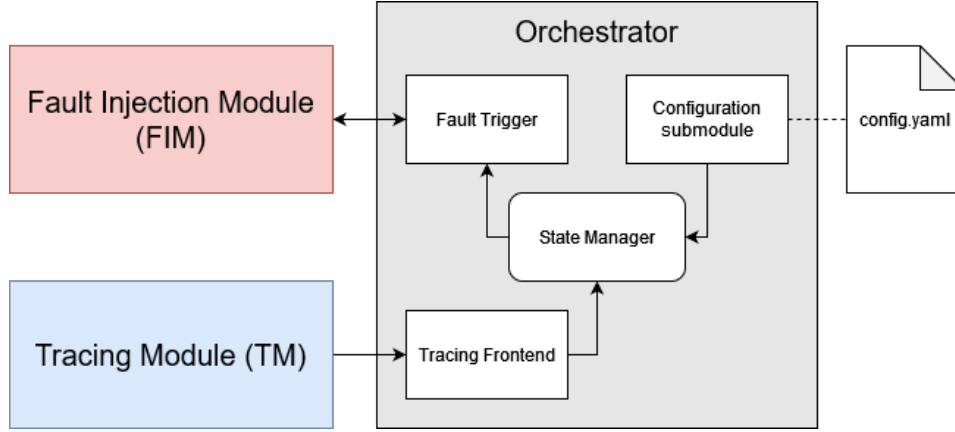 Orchestrator
Fault Injection Module
(FIM)
Fault Trigger
Configuration
submodule
config.yaml
State Manager
Tracing Module (TM)
Tracing Frontend